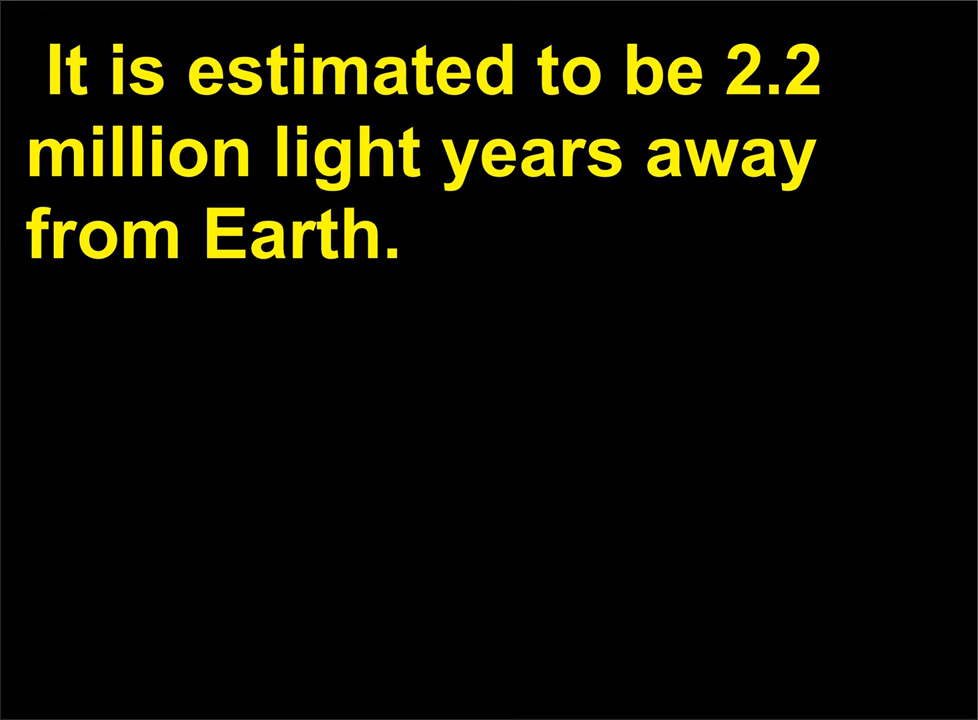 It is estimated to be 2.2
million light years away
from Earth.